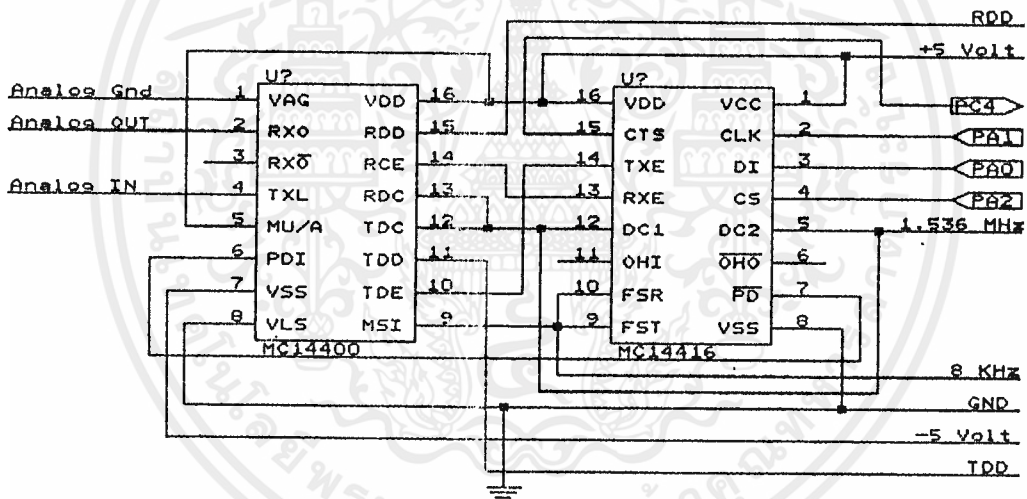 RDD
+5 Volt
U?
U?
Analog Gnd 1 VAG VDD 16 16 VDD VCC 1 PC4
Analog OUT 2 RXO RDD 15 15 CTS CLK 2 PA1
3 RXO RCE 14 14 TXE DI 3 PA0
Analog IN 4 TXL RDC 13 13 RXE CS 4 PA2
5 MU/A TDC 12 12 DC1 DC2 5 1.536 MHz
6 PDI TDD 11 11 OHI OHO 6
7 VSS TDE 10 10 FSR PD 7
8 VLS MSI 9 9 FST VSS 8
MC14400 MC14416
8 KHz
GND
-5 Volt
TDD